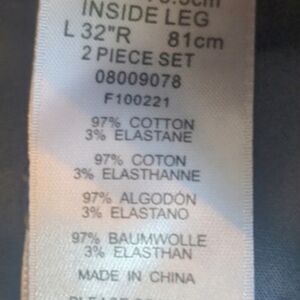 INSIDE LEG
L 32"R 81cm
2 PIECE SET
08009078
F100221
97% COTTON
3% ELASTANE
97% COTON
3% ELASTHANNE
97% ALGODÓN
3% ELASTANO
97% BAUMWOLLE
3% ELASTHAN
MADE IN CHINA